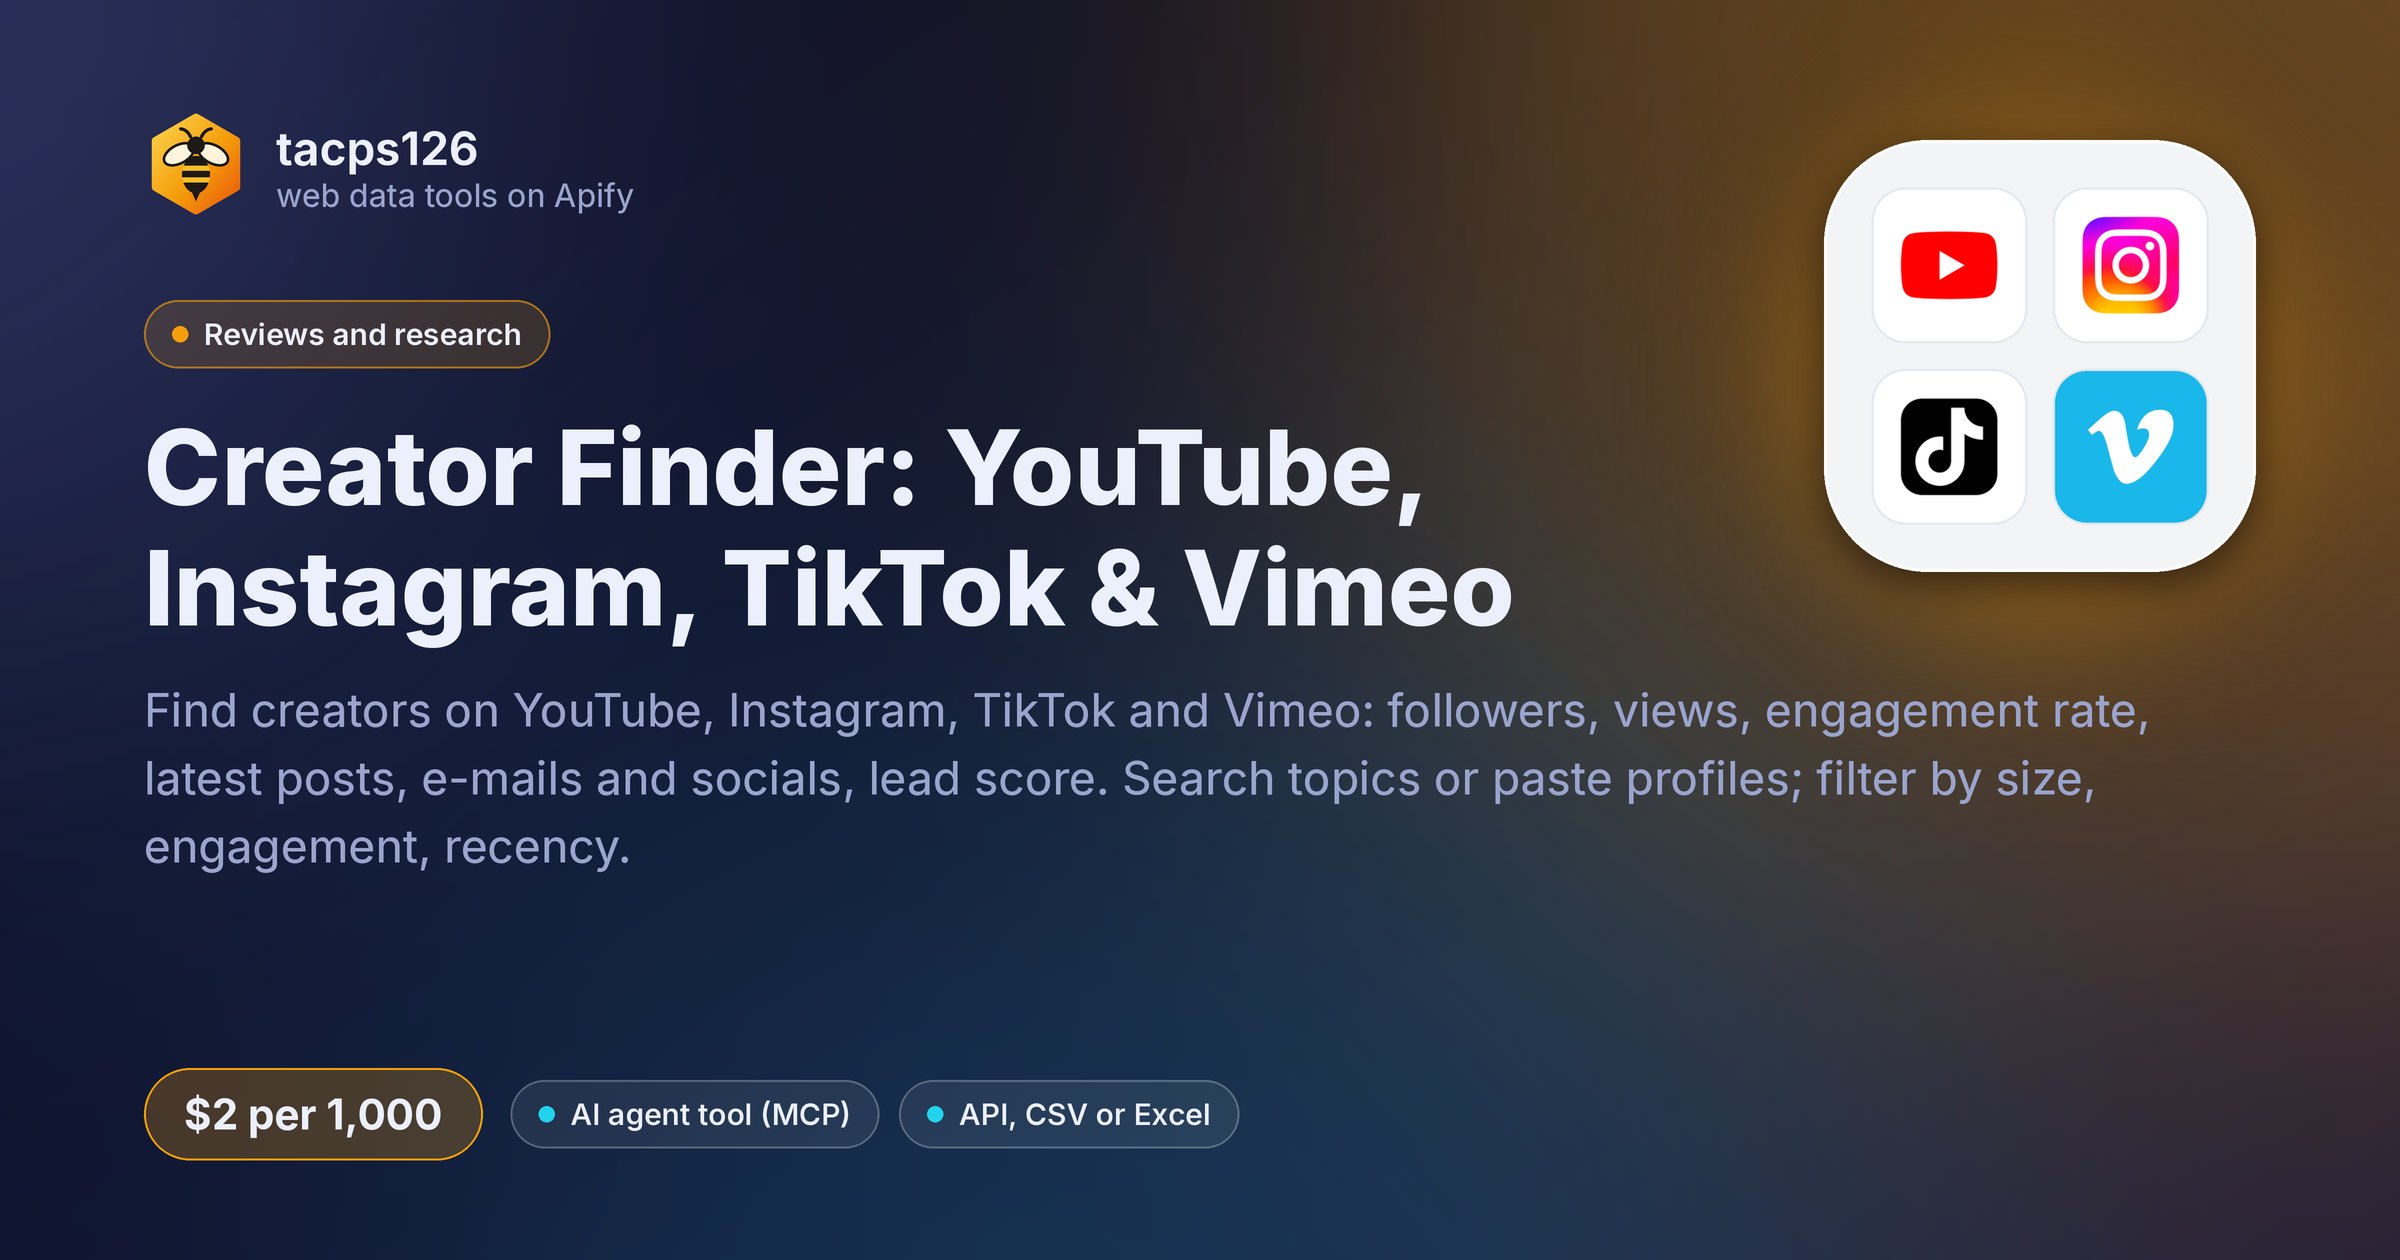 tacps126
web data tools on Apify
Reviews and research
Creator Finder: YouTube,
Instagram, TikTok & Vimeo
Find creators on YouTube, Instagram, TikTok and Vimeo: followers, views, engagement rate,
latest posts, e-mails and socials, lead score. Search topics or paste profiles; filter by size,
engagement, recency.
$2 per 1,000
AI agent tool (MCP)
API, CSV or Excel